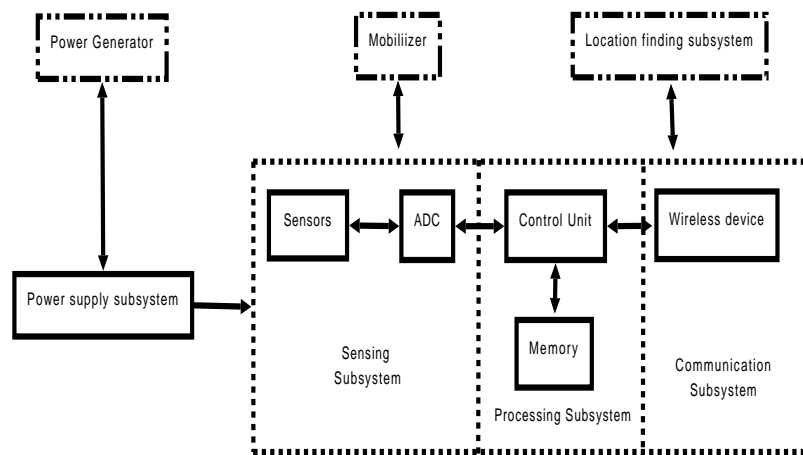 Power Generator
Mobiliizer
Location finding subsystem
Sensors
ADC
Control Unit
Wireless device
Power supply subsystem
Memory
Sensing
Subsystem
Communication
Subsystem
Processing Subsystem